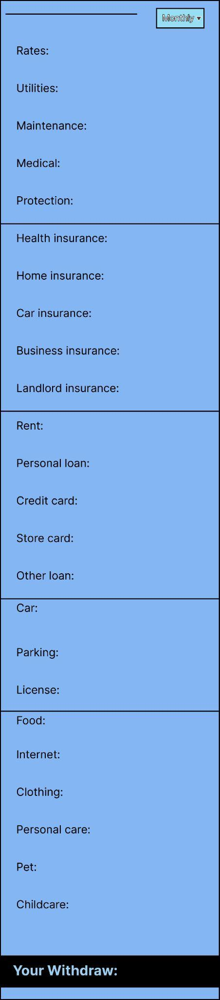 Monthly ▾
Rates:
Utilities:
Maintenance:
Medical:
Protection:
Health insurance:
Home insurance:
Car insurance:
Business insurance:
Landlord insurance:
Rent:
Personal loan:
Credit card:
Store card:
Other loan:
Car:
Parking:
License:
Food:
Internet:
Clothing:
Personal care:
Pet:
Childcare:
Your Withdraw: